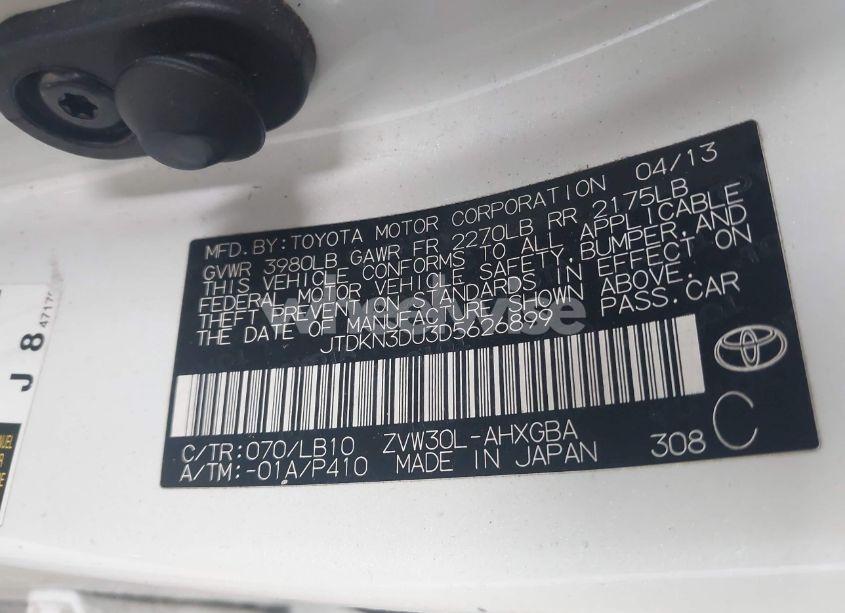 MFD. BY: TOYOTA MOTOR CORPORATION 04/13
GVWR 3980LB GAWR FR 2270LB RR 2175LB
THIS VEHICLE CONFORMS TO ALL APPLICABLE
FEDERAL MOTOR VEHICLE SAFETY, BUMPER, AND
THEFT PREVENTION STANDARDS IN EFFECT ON
THE DATE OF MANUFACTURE SHOWN ABOVE.
JTDKN3DU3D5626899 PASS. CAR
C/TR:070/LB10 ZVW30L-AHXGBA
A/TM:-01A/P410 MADE IN JAPAN 308 C
J 8